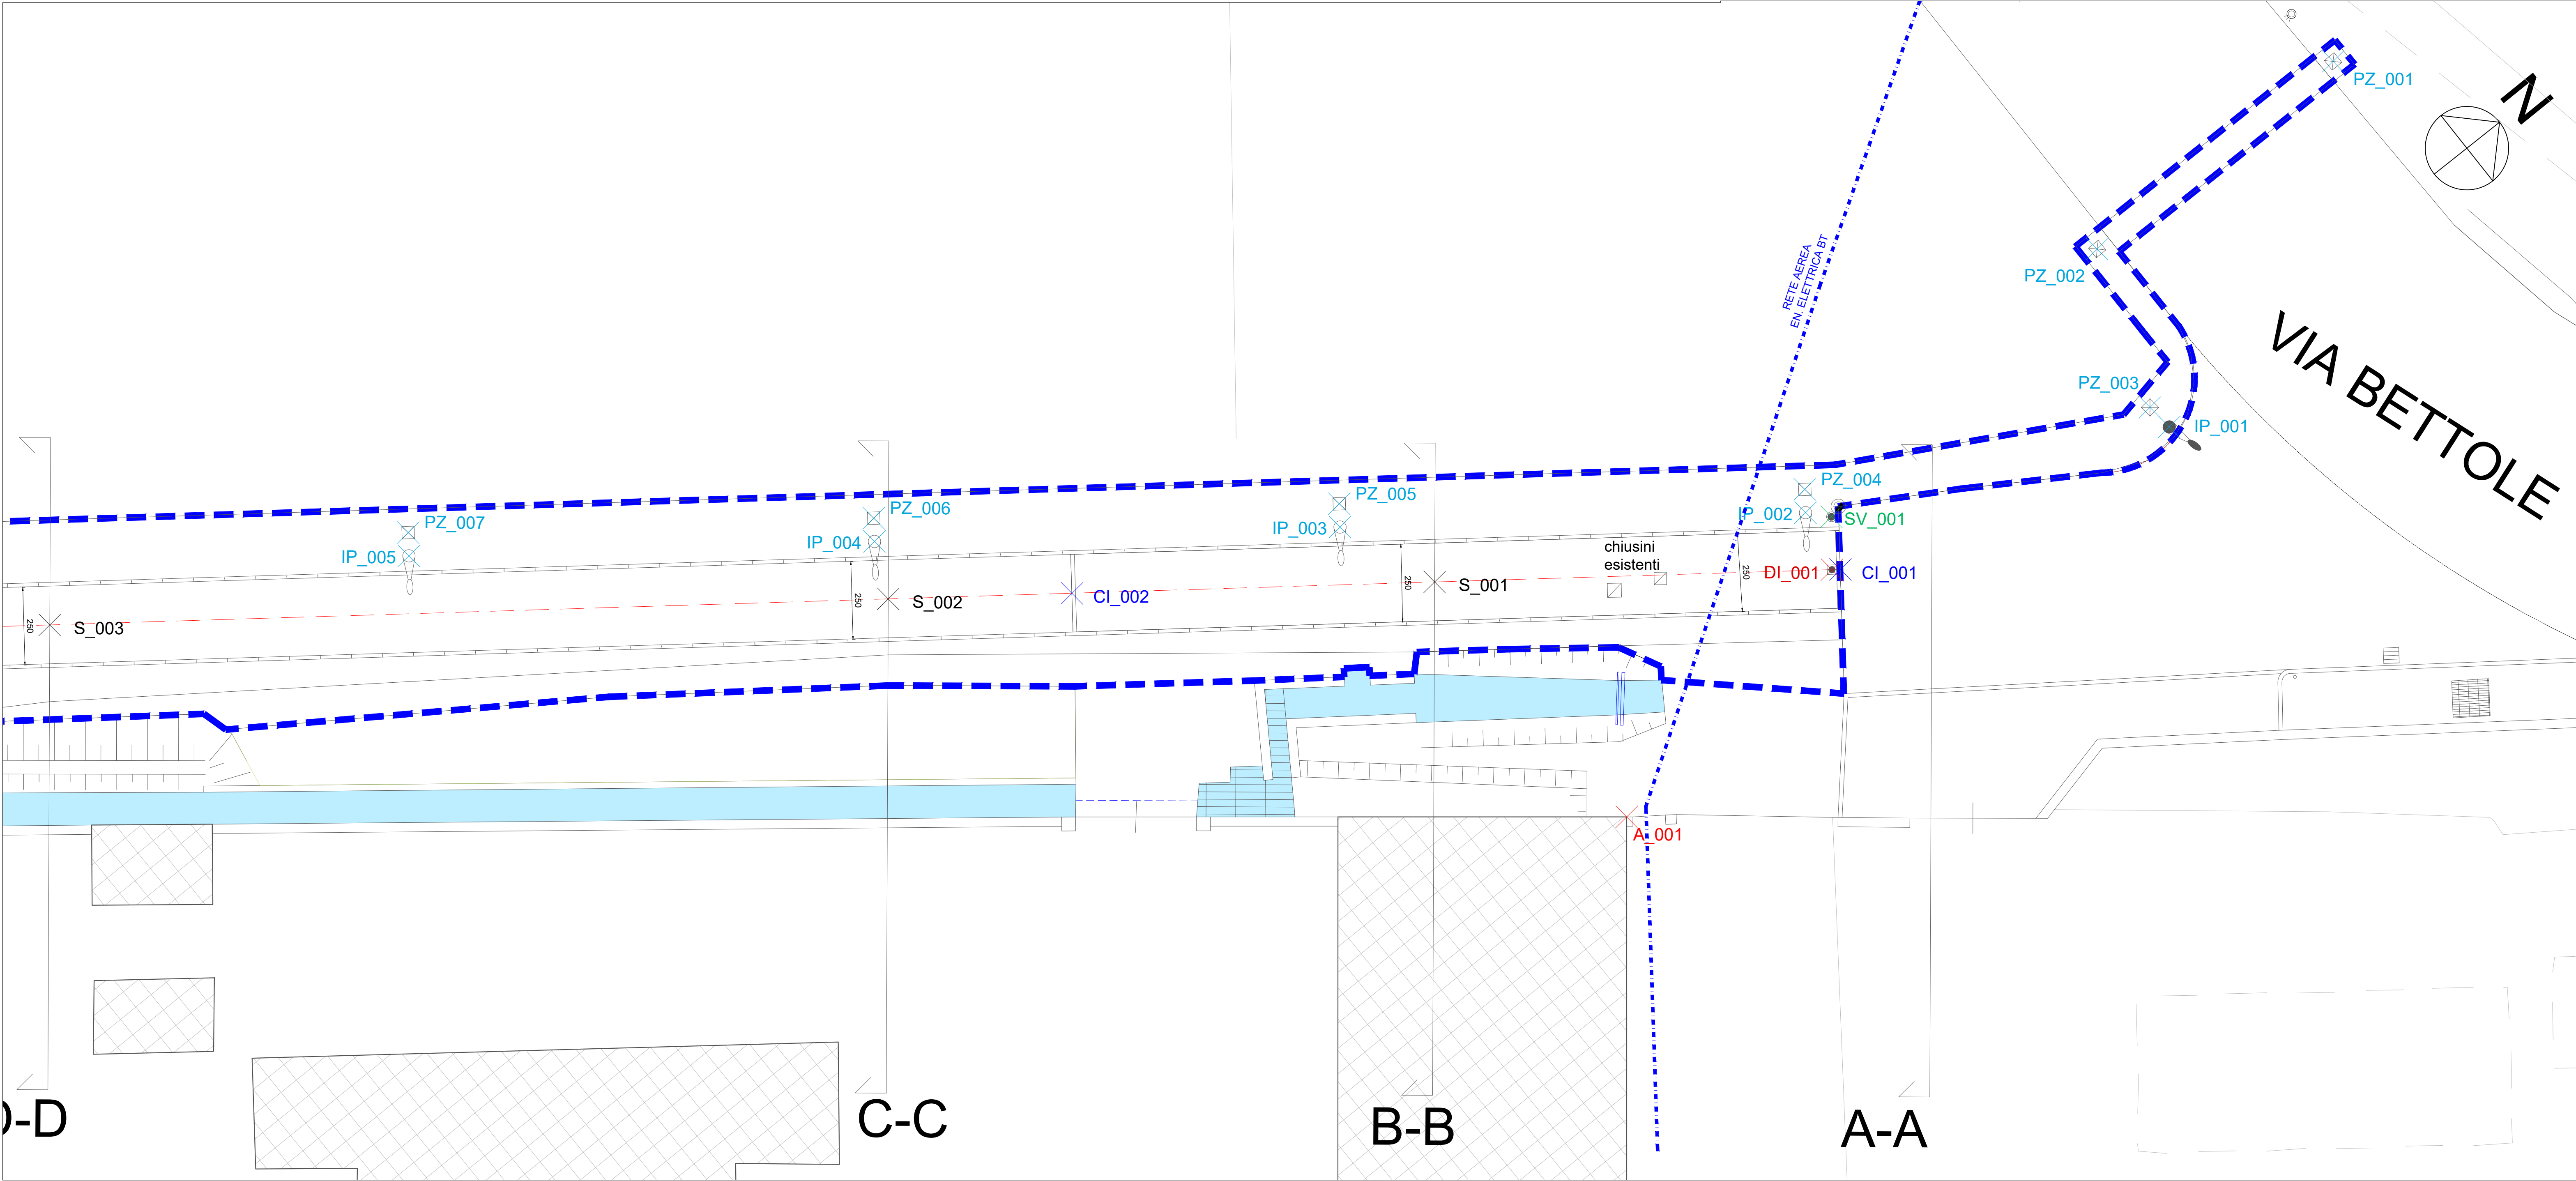 N
PZ_001
RETE AEREA
EN. ELETTRICA BT
PZ_002
VIA BETTOLE
PZ_003
IP_001
PZ_004
IP_002
SV_001
PZ_005
IP_003
PZ_006
IP_004
PZ_007
IP_005
chiusini
esistenti
250
DI_001
CI_001
250
S_001
CI_002
250
S_002
250
S_003
A_001
D-D
C-C
B-B
A-A